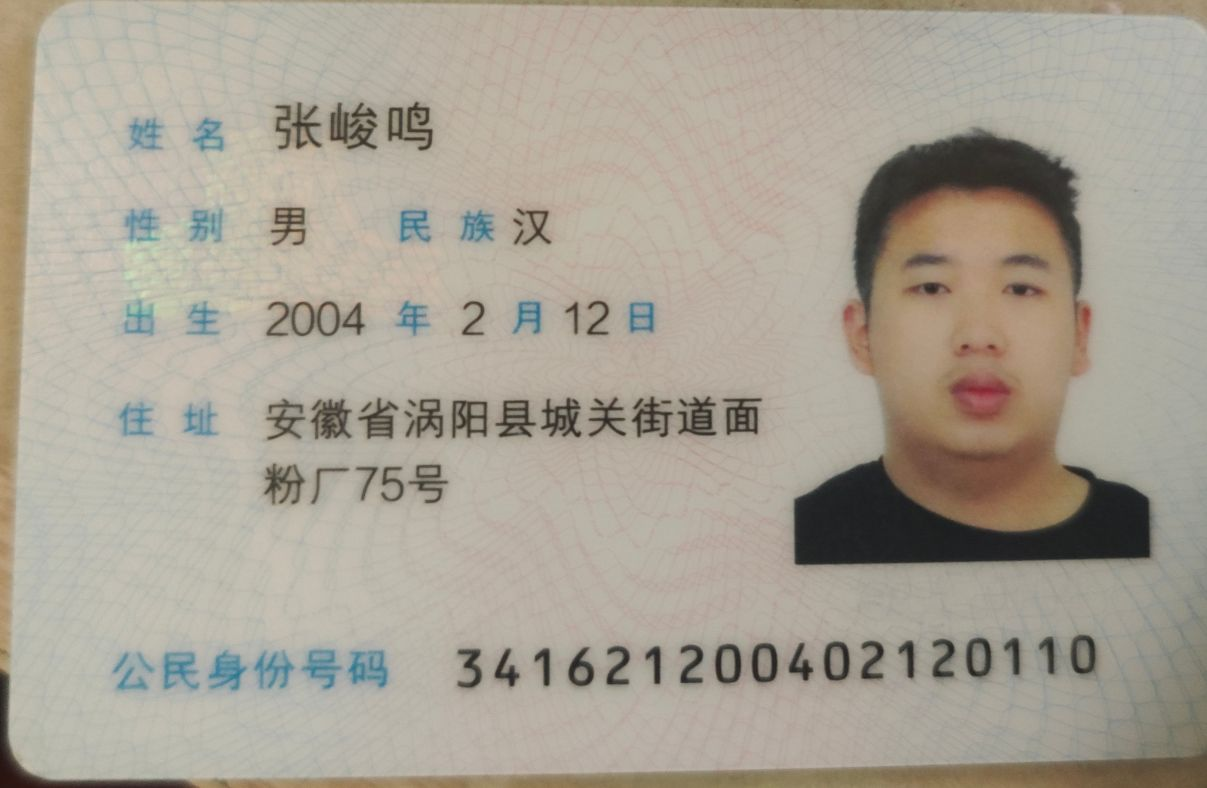 姓名 张峻鸣
性别 男 民族 汉
出生 2004 年 2 月 12 日
住址 安徽省涡阳县城关街道面
粉厂75号
公民身份号码 341621200402120110